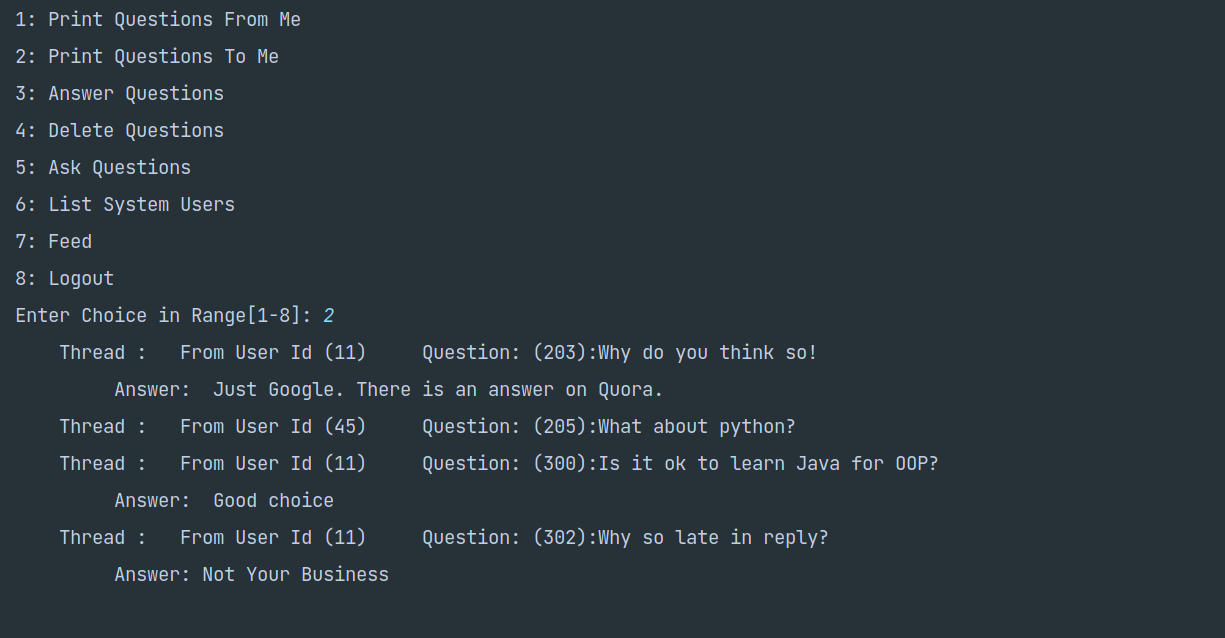 1: Print Questions From Me
2: Print Questions To Me
3: Answer Questions
4: Delete Questions
5: Ask Questions
6: List System Users
7: Feed
8: Logout
Enter Choice in Range[1-8]: 2
    Thread :   From User Id (11)     Question: (203):Why do you think so!
         Answer:  Just Google. There is an answer on Quora.
    Thread :   From User Id (45)     Question: (205):What about python?
    Thread :   From User Id (11)     Question: (300):Is it ok to learn Java for OOP?
         Answer:  Good choice
    Thread :   From User Id (11)     Question: (302):Why so late in reply?
         Answer: Not Your Business